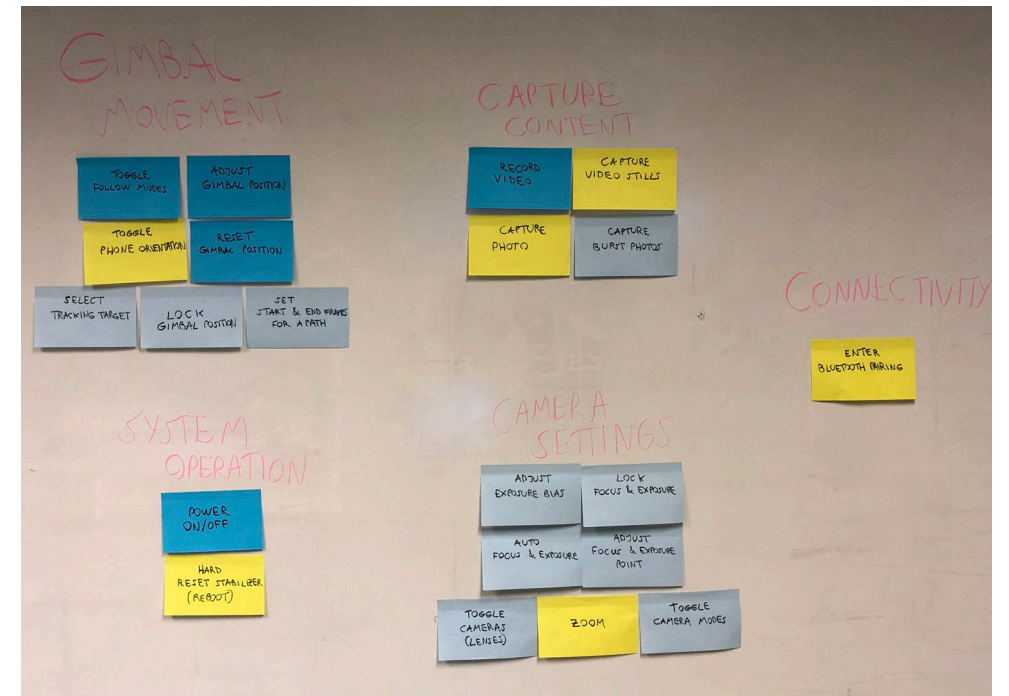 GIMBAL
MOVEMENT
TOGGLE
FOLLOW MODES
ADJUST
GIMBAL POSITION
TOGGLE
PHONE ORIENTATION
RESET
GIMBAL POSITION
SELECT
TRACKING TARGET
LOCK
GIMBAL POSITION
SET
START & END FRAMES
FOR A PATH
CAPTURE
CONTENT
RECORD
VIDEO
CAPTURE
VIDEO STILLS
CAPTURE
PHOTO
CAPTURE
BURST PHOTOS
CONNECTIVITY
ENTER
BLUETOOTH PAIRING
SYSTEM
OPERATION
POWER
ON/OFF
HARD
RESET STABILIZER
(REBOOT)
CAMERA
SETTINGS
ADJUST
EXPOSURE BIAS
LOCK
FOCUS & EXPOSURE
AUTO
FOCUS & EXPOSURE
ADJUST
FOCUS & EXPOSURE
POINT
TOGGLE
CAMERAS
(LENSES)
ZOOM
TOGGLE
CAMERA MODES